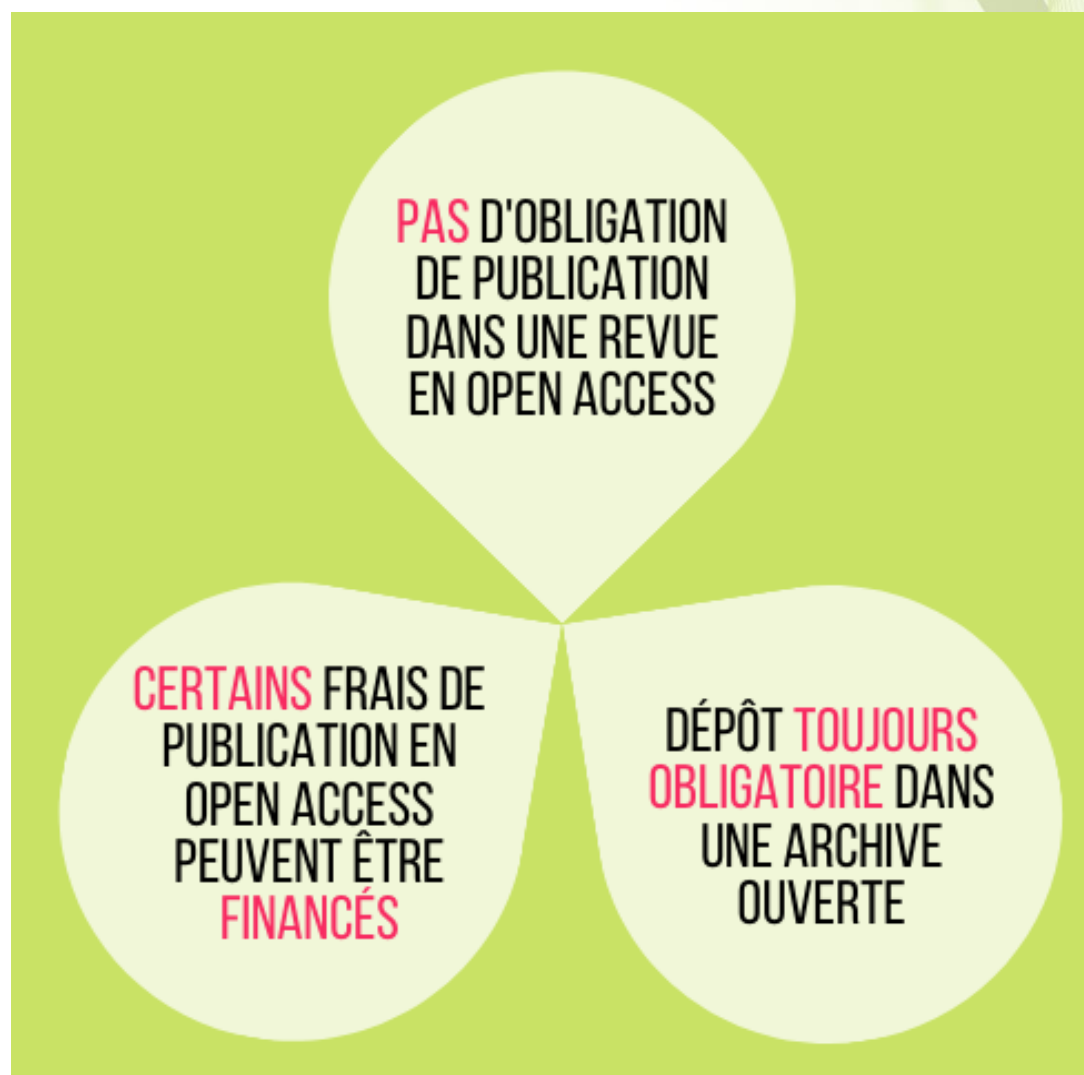 PAS D'OBLIGATION
DE PUBLICATION
DANS UNE REVUE
EN OPEN ACCESS
CERTAINS FRAIS DE
PUBLICATION EN
OPEN ACCESS
PEUVENT ÊTRE
FINANCÉS
DÉPÔT TOUJOURS
OBLIGATOIRE DANS
UNE ARCHIVE
OUVERTE